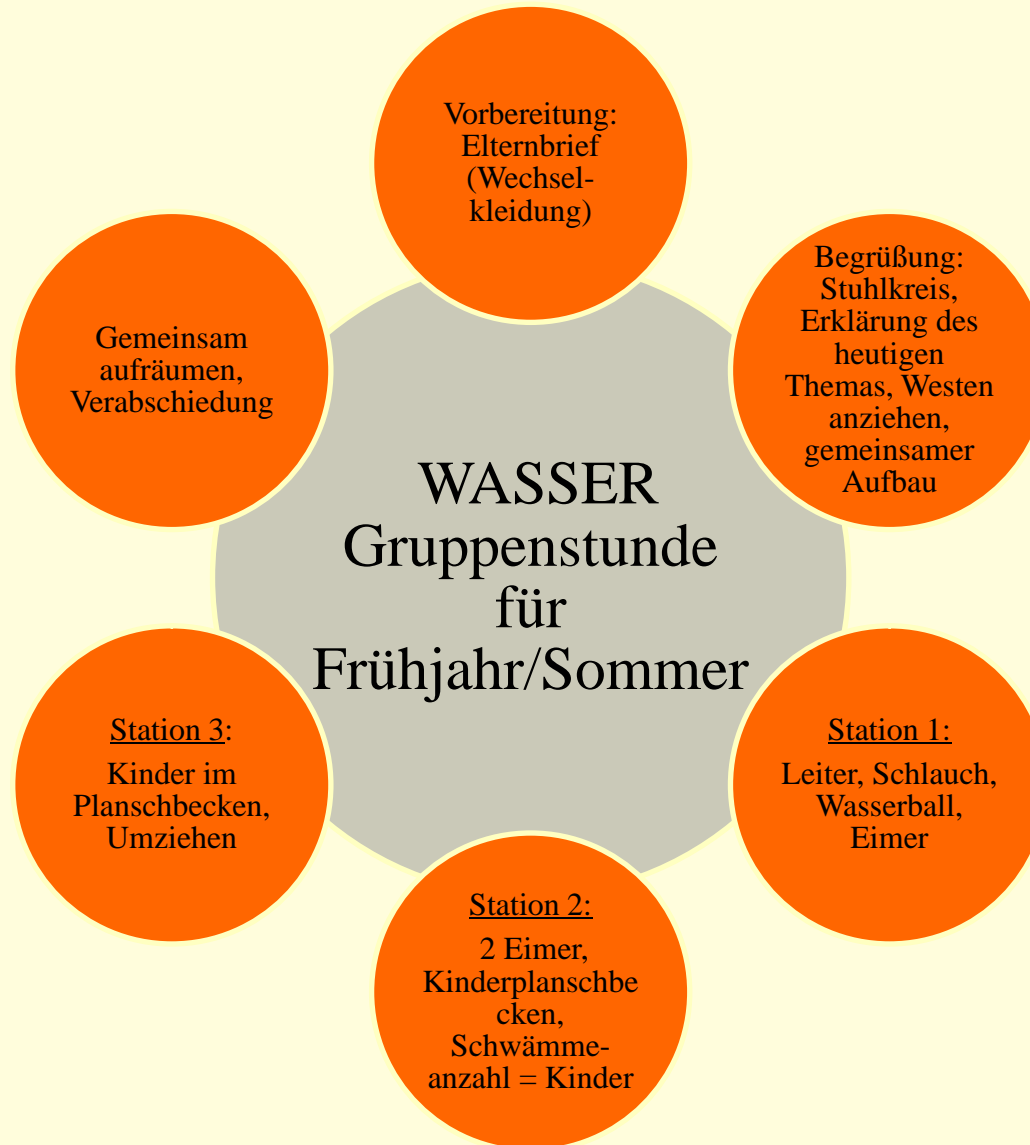 WASSER
Gruppenstunde
für
Frühjahr/Sommer
Vorbereitung:
Elternbrief
(Wechsel-
kleidung)
Begrüßung:
Stuhlkreis,
Erklärung des
heutigen
Themas, Westen
anziehen,
gemeinsamer
Aufbau
Station 1:
Leiter, Schlauch,
Wasserball,
Eimer
Station 2:
2 Eimer,
Kinderplanschbe
cken,
Schwämme-
anzahl = Kinder
Station 3:
Kinder im
Planschbecken,
Umziehen
Gemeinsam
aufräumen,
Verabschiedung